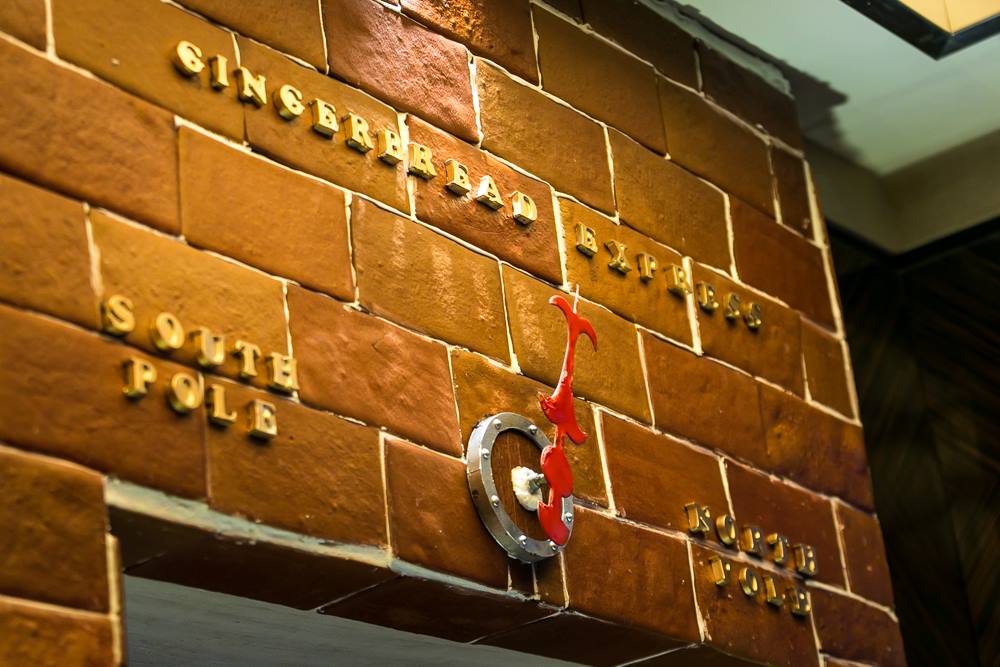 GINGERBREAD EXPRESS
SOUTH
POLE
NORTH
POLE